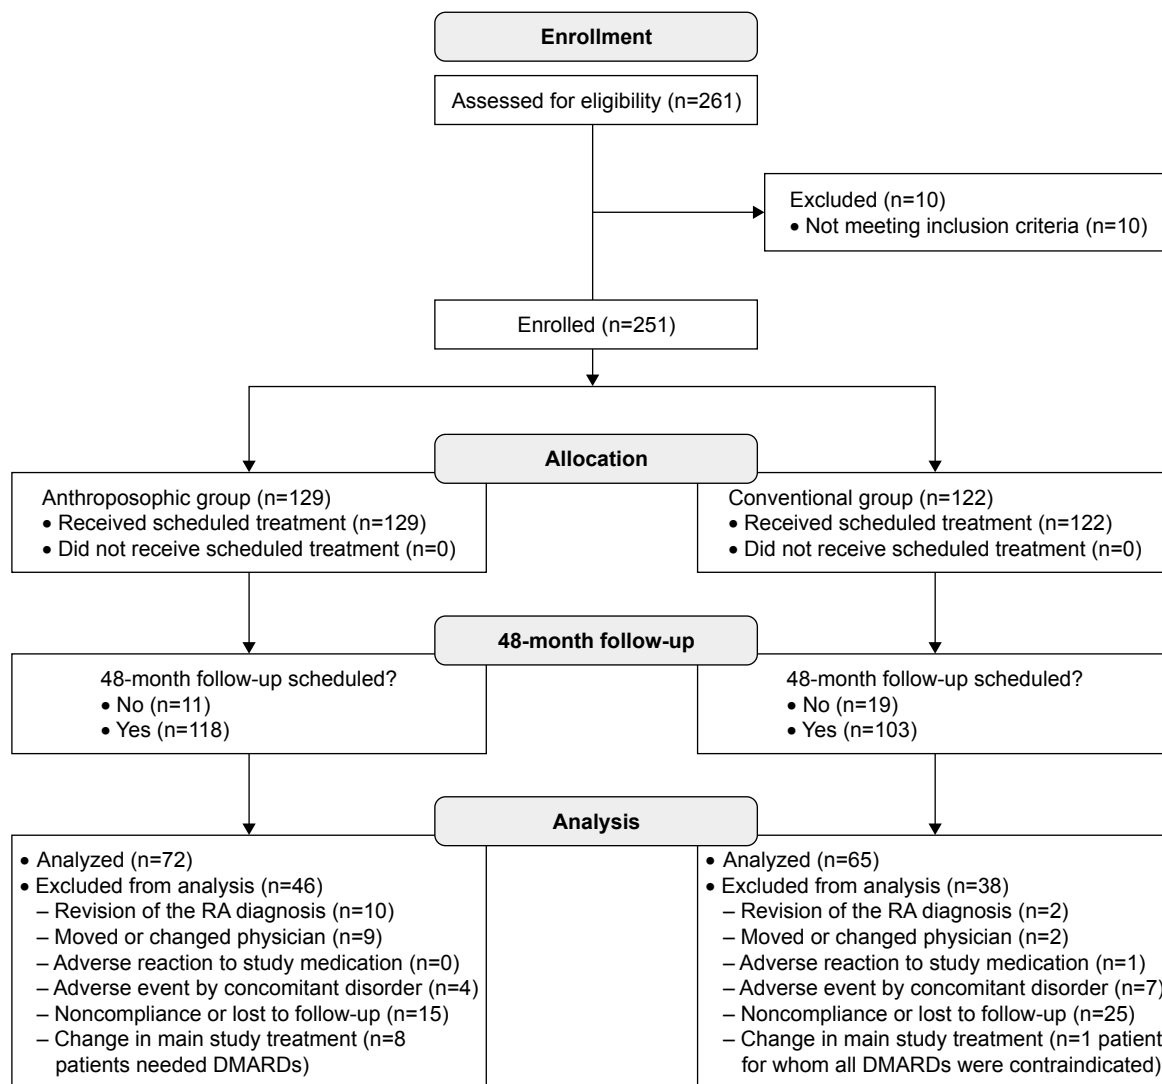 Enrollment
Assessed for eligibility (n=261)
Excluded (n=10)
• Not meeting inclusion criteria (n=10)
Enrolled (n=251)
Allocation
Anthroposophic group (n=129)
• Received scheduled treatment (n=129)
• Did not receive scheduled treatment (n=0)
Conventional group (n=122)
• Received scheduled treatment (n=122)
• Did not receive scheduled treatment (n=0)
48-month follow-up
48-month follow-up scheduled?
• No (n=11)
• Yes (n=118)
48-month follow-up scheduled?
• No (n=19)
• Yes (n=103)
Analysis
• Analyzed (n=72)
• Excluded from analysis (n=46)
– Revision of the RA diagnosis (n=10)
– Moved or changed physician (n=9)
– Adverse reaction to study medication (n=0)
– Adverse event by concomitant disorder (n=4)
– Noncompliance or lost to follow-up (n=15)
– Change in main study treatment (n=8
patients needed DMARDs)
• Analyzed (n=65)
• Excluded from analysis (n=38)
– Revision of the RA diagnosis (n=2)
– Moved or changed physician (n=2)
– Adverse reaction to study medication (n=1)
– Adverse event by concomitant disorder (n=7)
– Noncompliance or lost to follow-up (n=25)
– Change in main study treatment (n=1 patient
for whom all DMARDs were contraindicated)